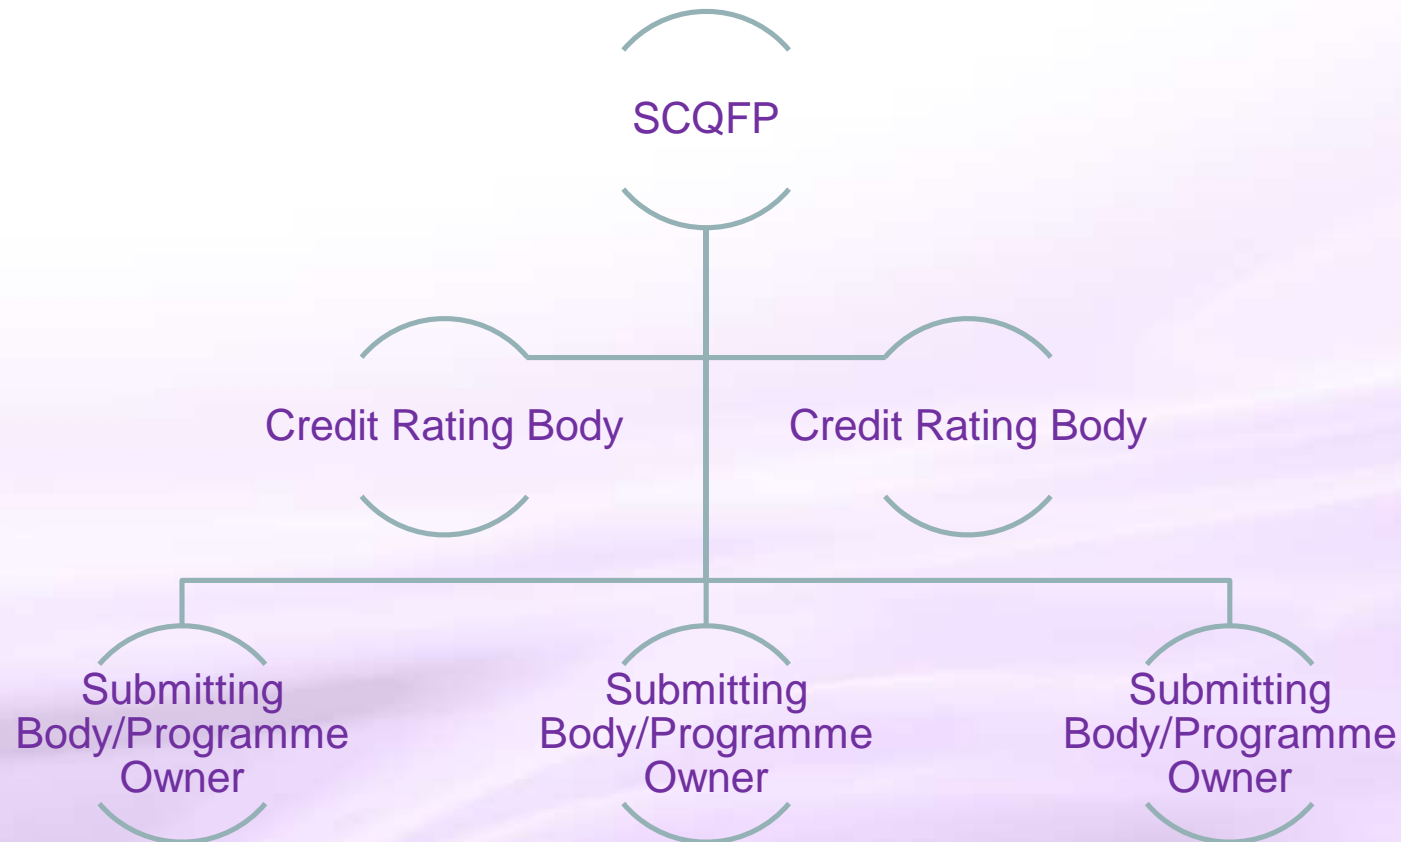 SCQFP
Credit Rating Body
Credit Rating Body
Submitting
Body/Programme
Owner
Submitting
Body/Programme
Owner
Submitting
Body/Programme
Owner